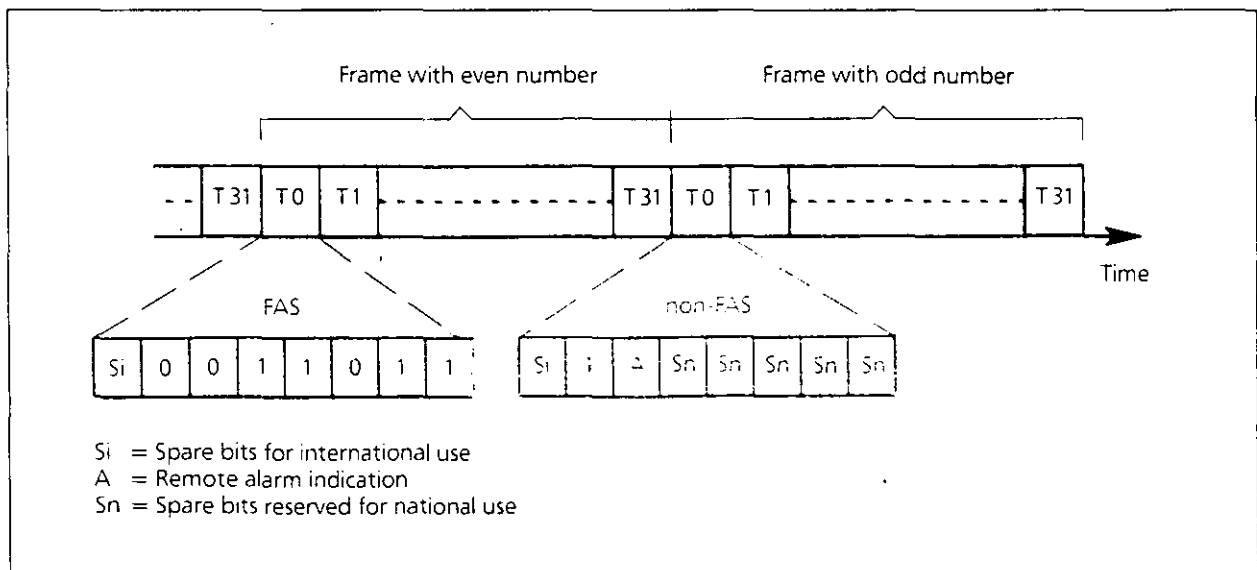 Frame with even number Frame with odd number
T31 T0 T1 T31 T0 T1 T31
Time
FAS non-FAS
Si 0 0 1 1 0 1 1 Si 1 A Sn Sn Sn Sn Sn
Si = Spare bits for international use
A = Remote alarm indication
Sn = Spare bits reserved for national use